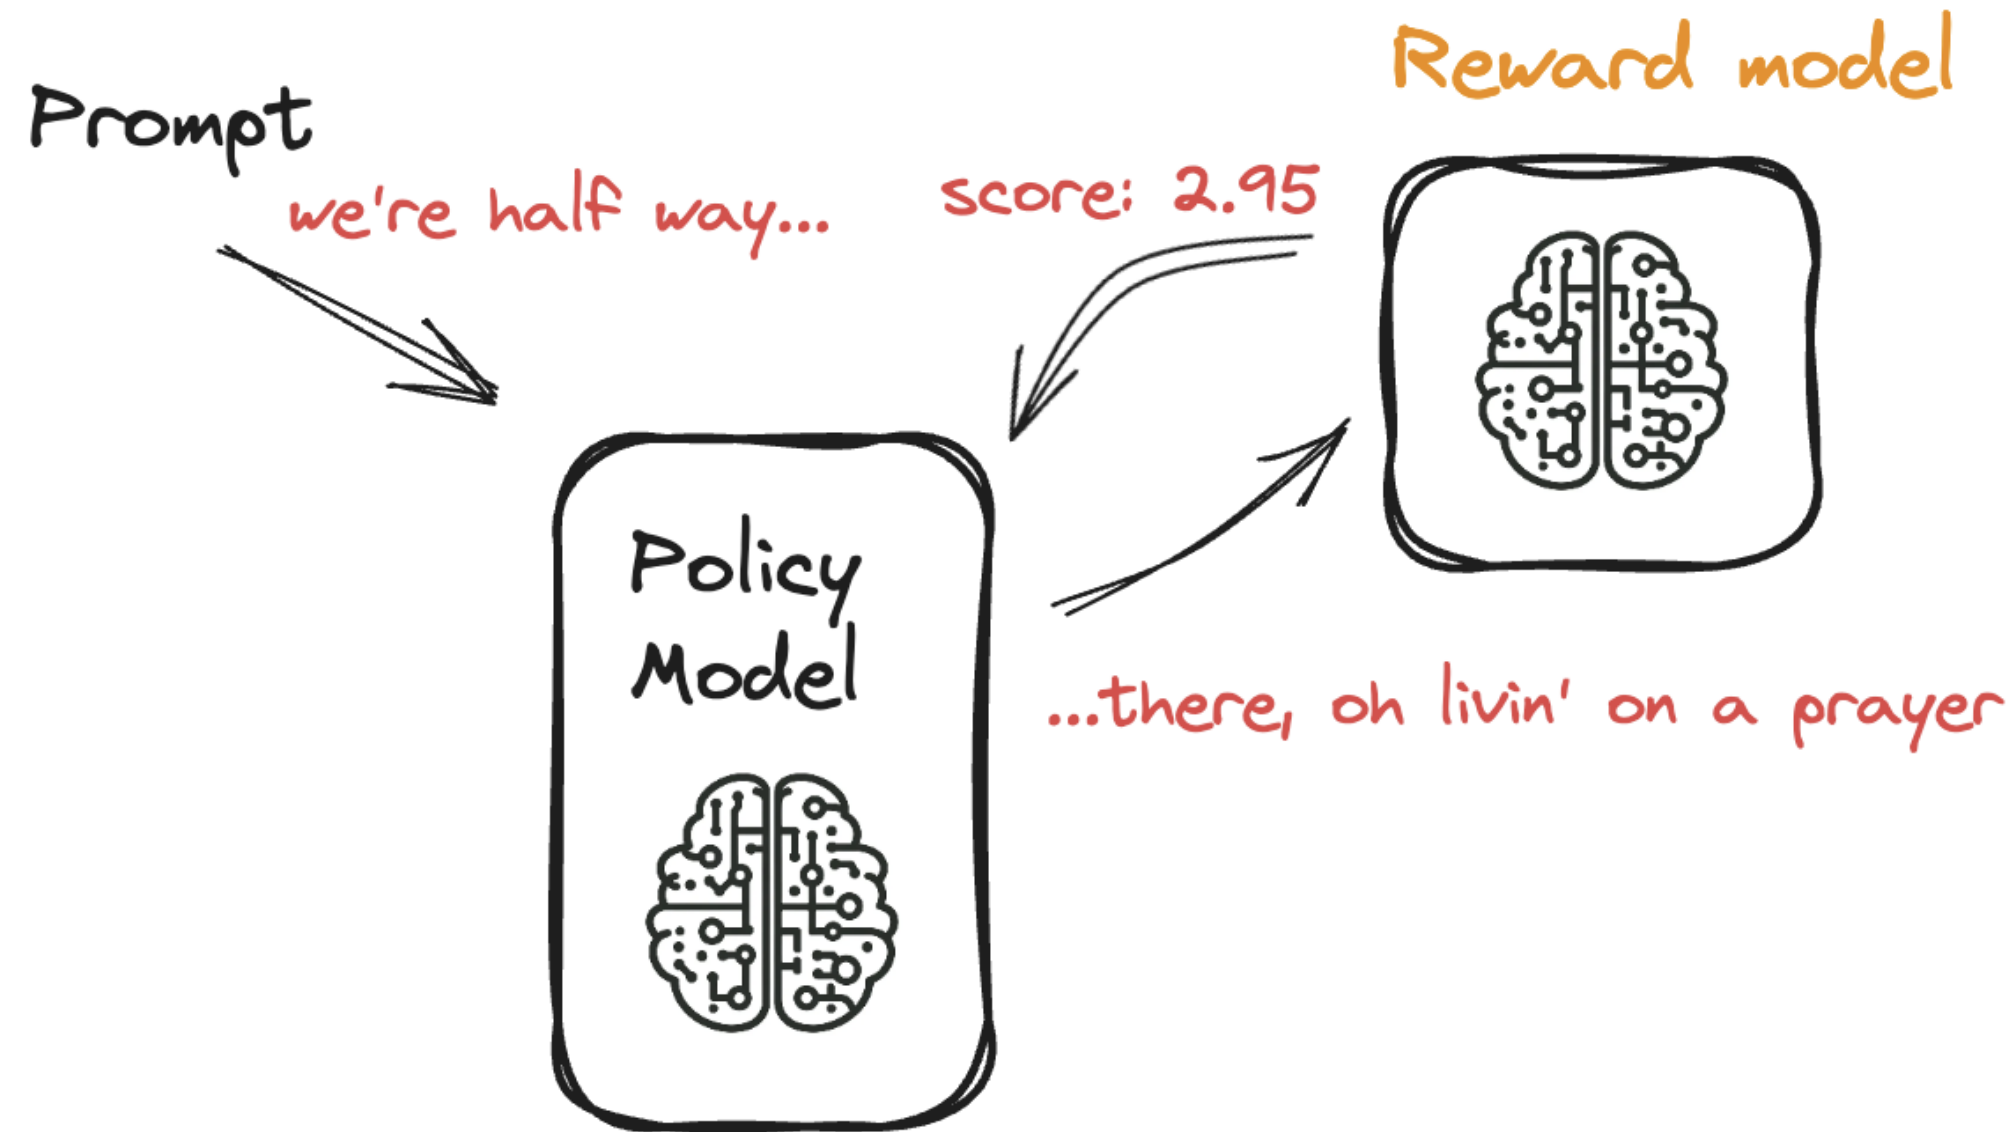 Reward model
Prompt
we're half way...
score: 2.95
Policy
Model
...there, oh livin' on a prayer